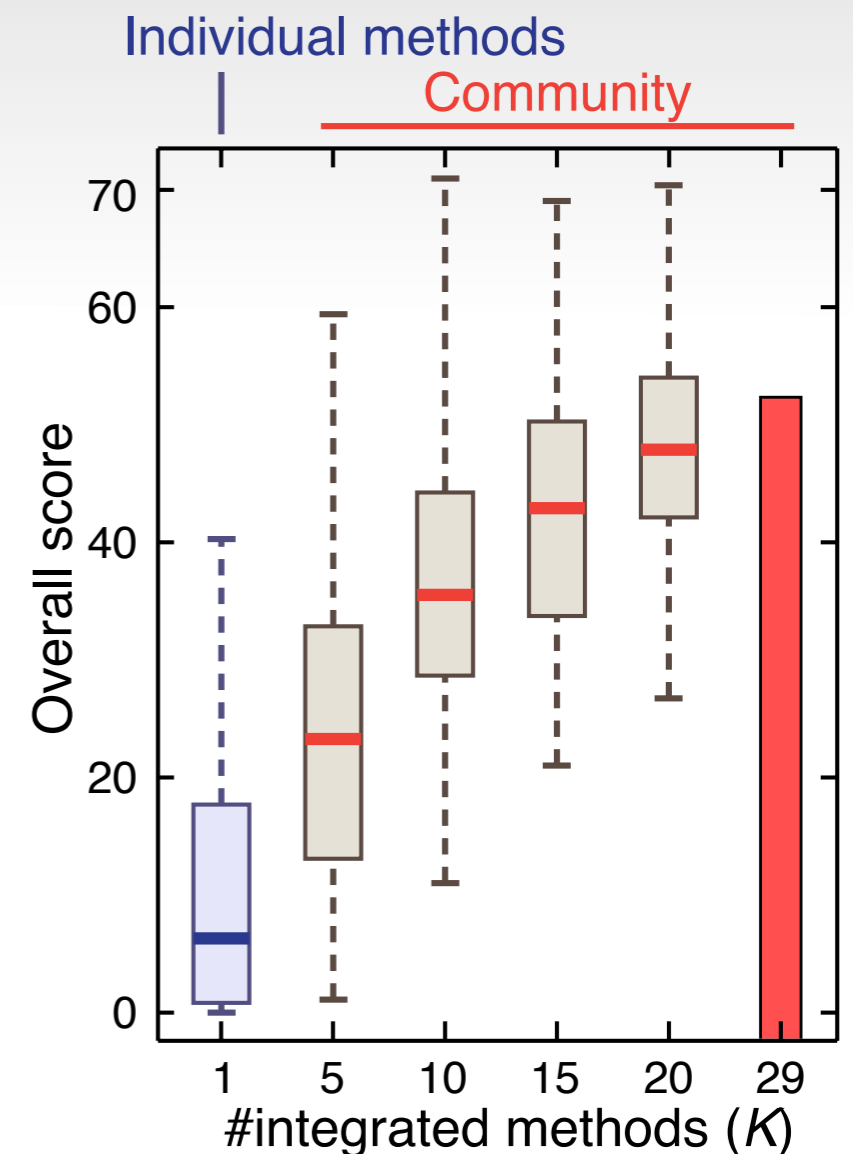 Individual methods
Community
Overall score
70
60
40
20
0
1 5 10 15 20 29
#integrated methods (K)